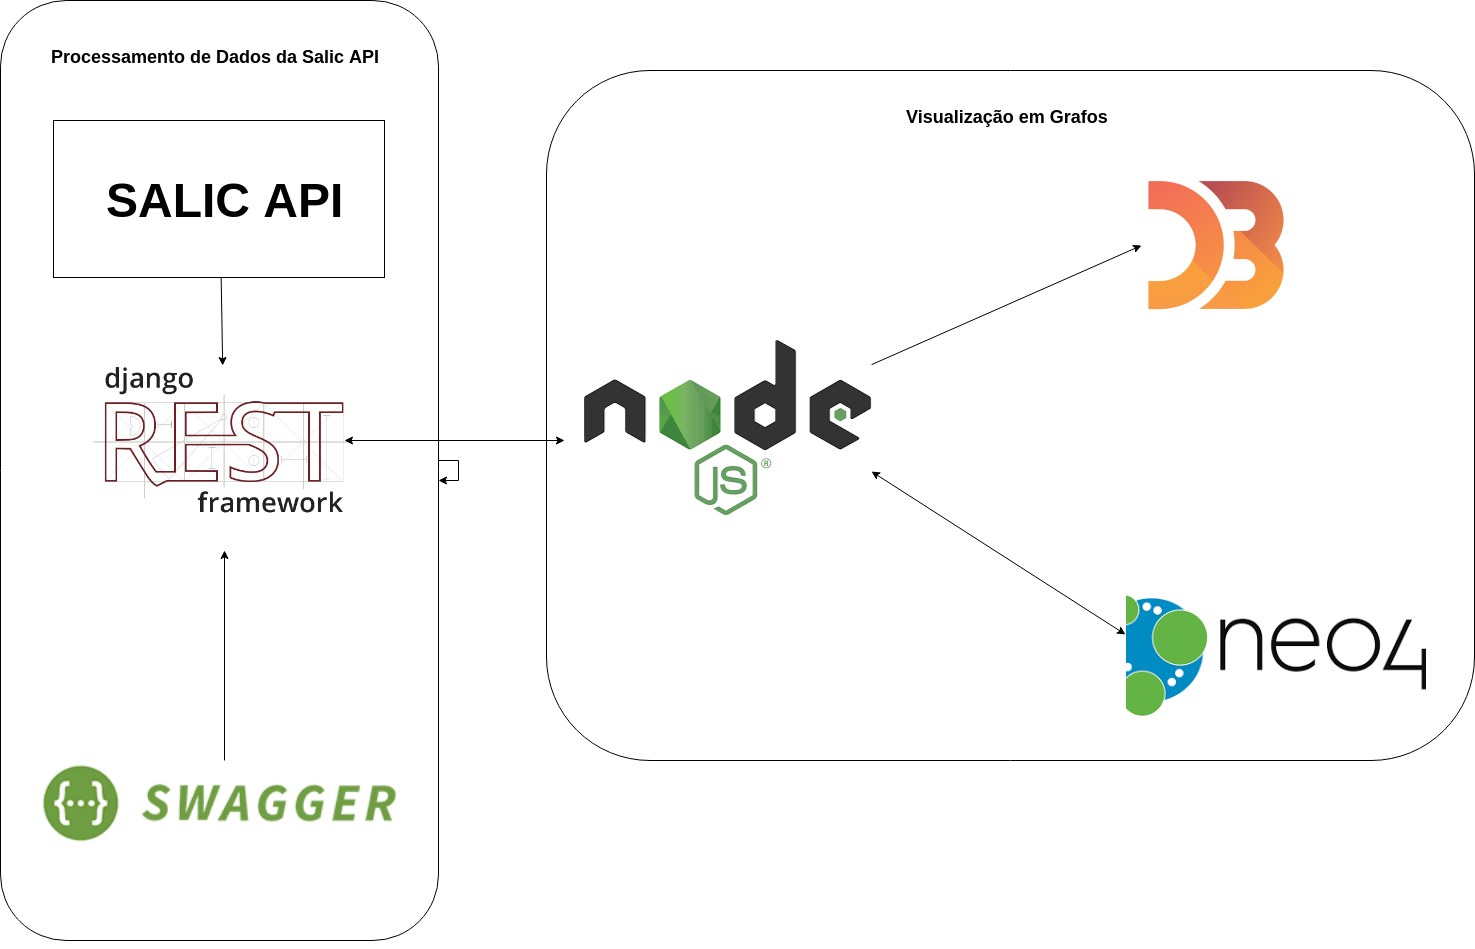 Processamento de Dados da Salic API
SALIC API
django
REST
framework
{...} SWAGGER
Visualização em Grafos
D3
node
JS ®
neo4